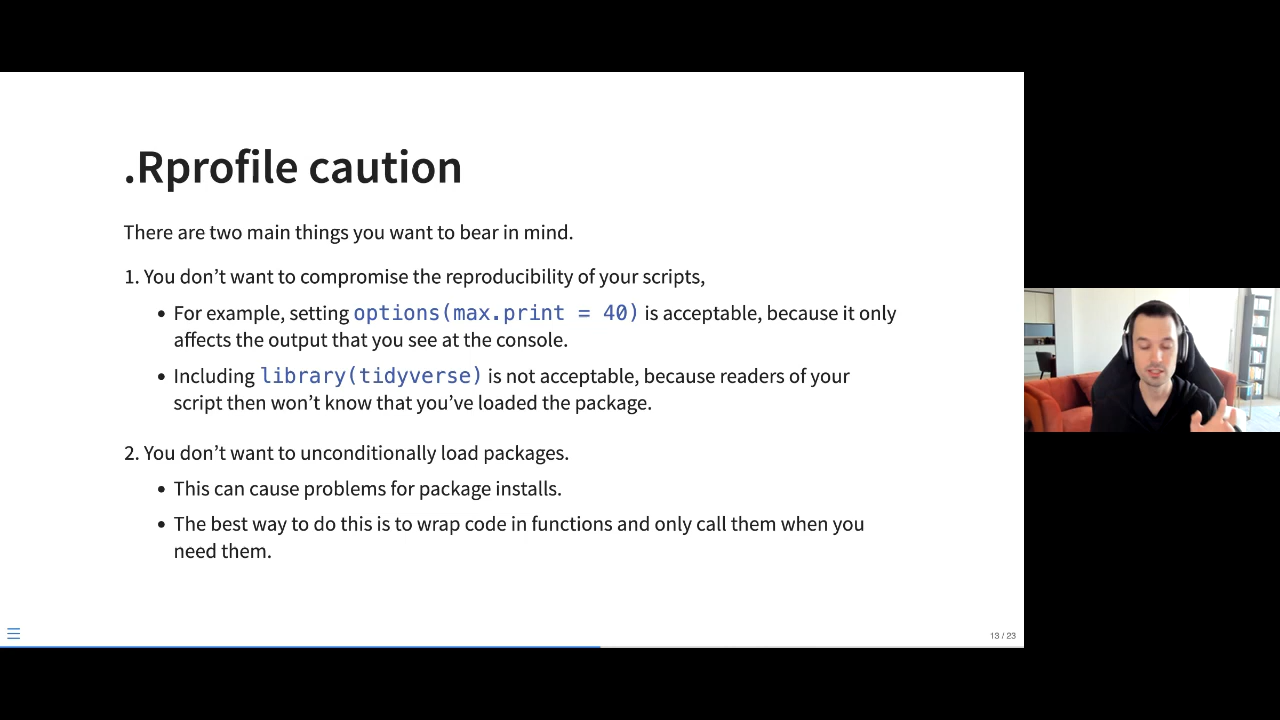 .Rprofile caution
There are two main things you want to bear in mind.
1. You don’t want to compromise the reproducibility of your scripts,
• For example, setting options(max.print = 40) is acceptable, because it only
affects the output that you see at the console.
• Including library(tidyverse) is not acceptable, because readers of your
script then won’t know that you’ve loaded the package.
2. You don’t want to unconditionally load packages.
• This can cause problems for package installs.
• The best way to do this is to wrap code in functions and only call them when you
need them.
13 / 23